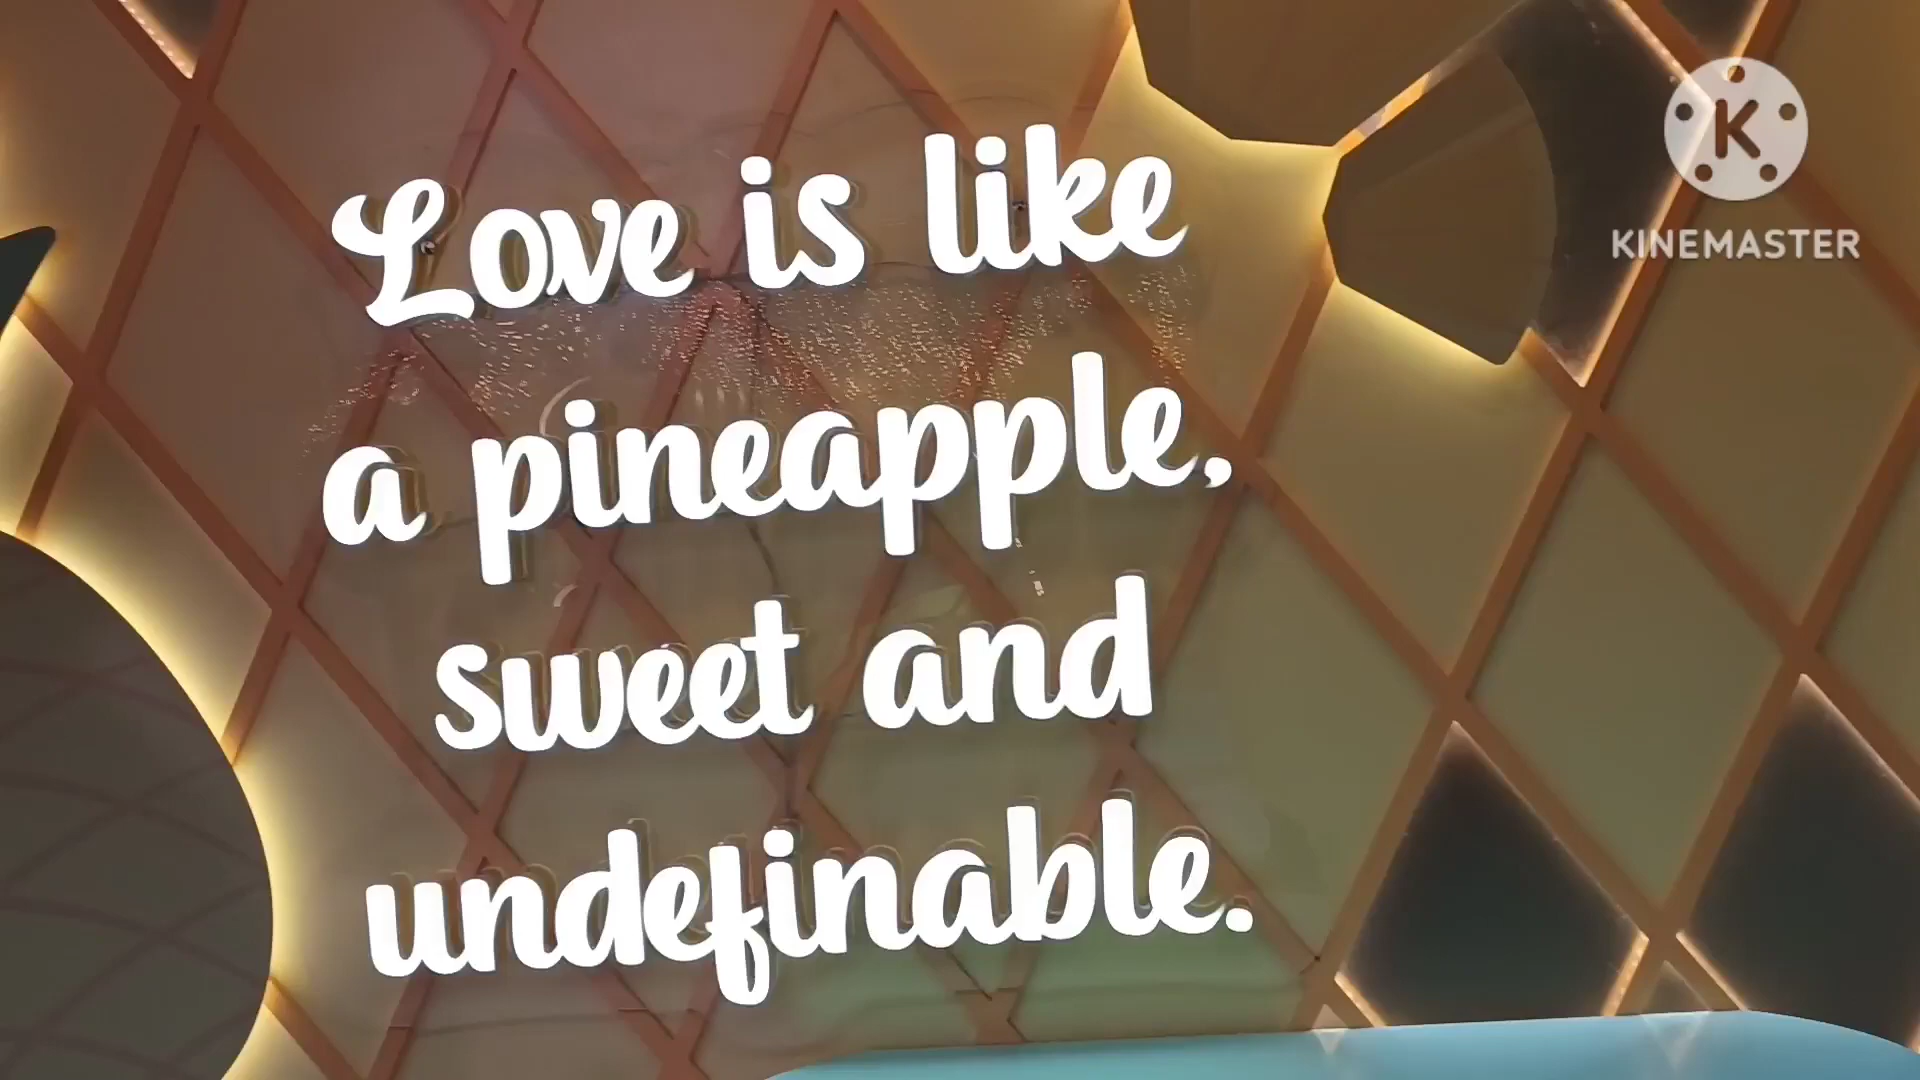 Love is like
a pineapple,
sweet and
undefinable.
K
KINEMASTER